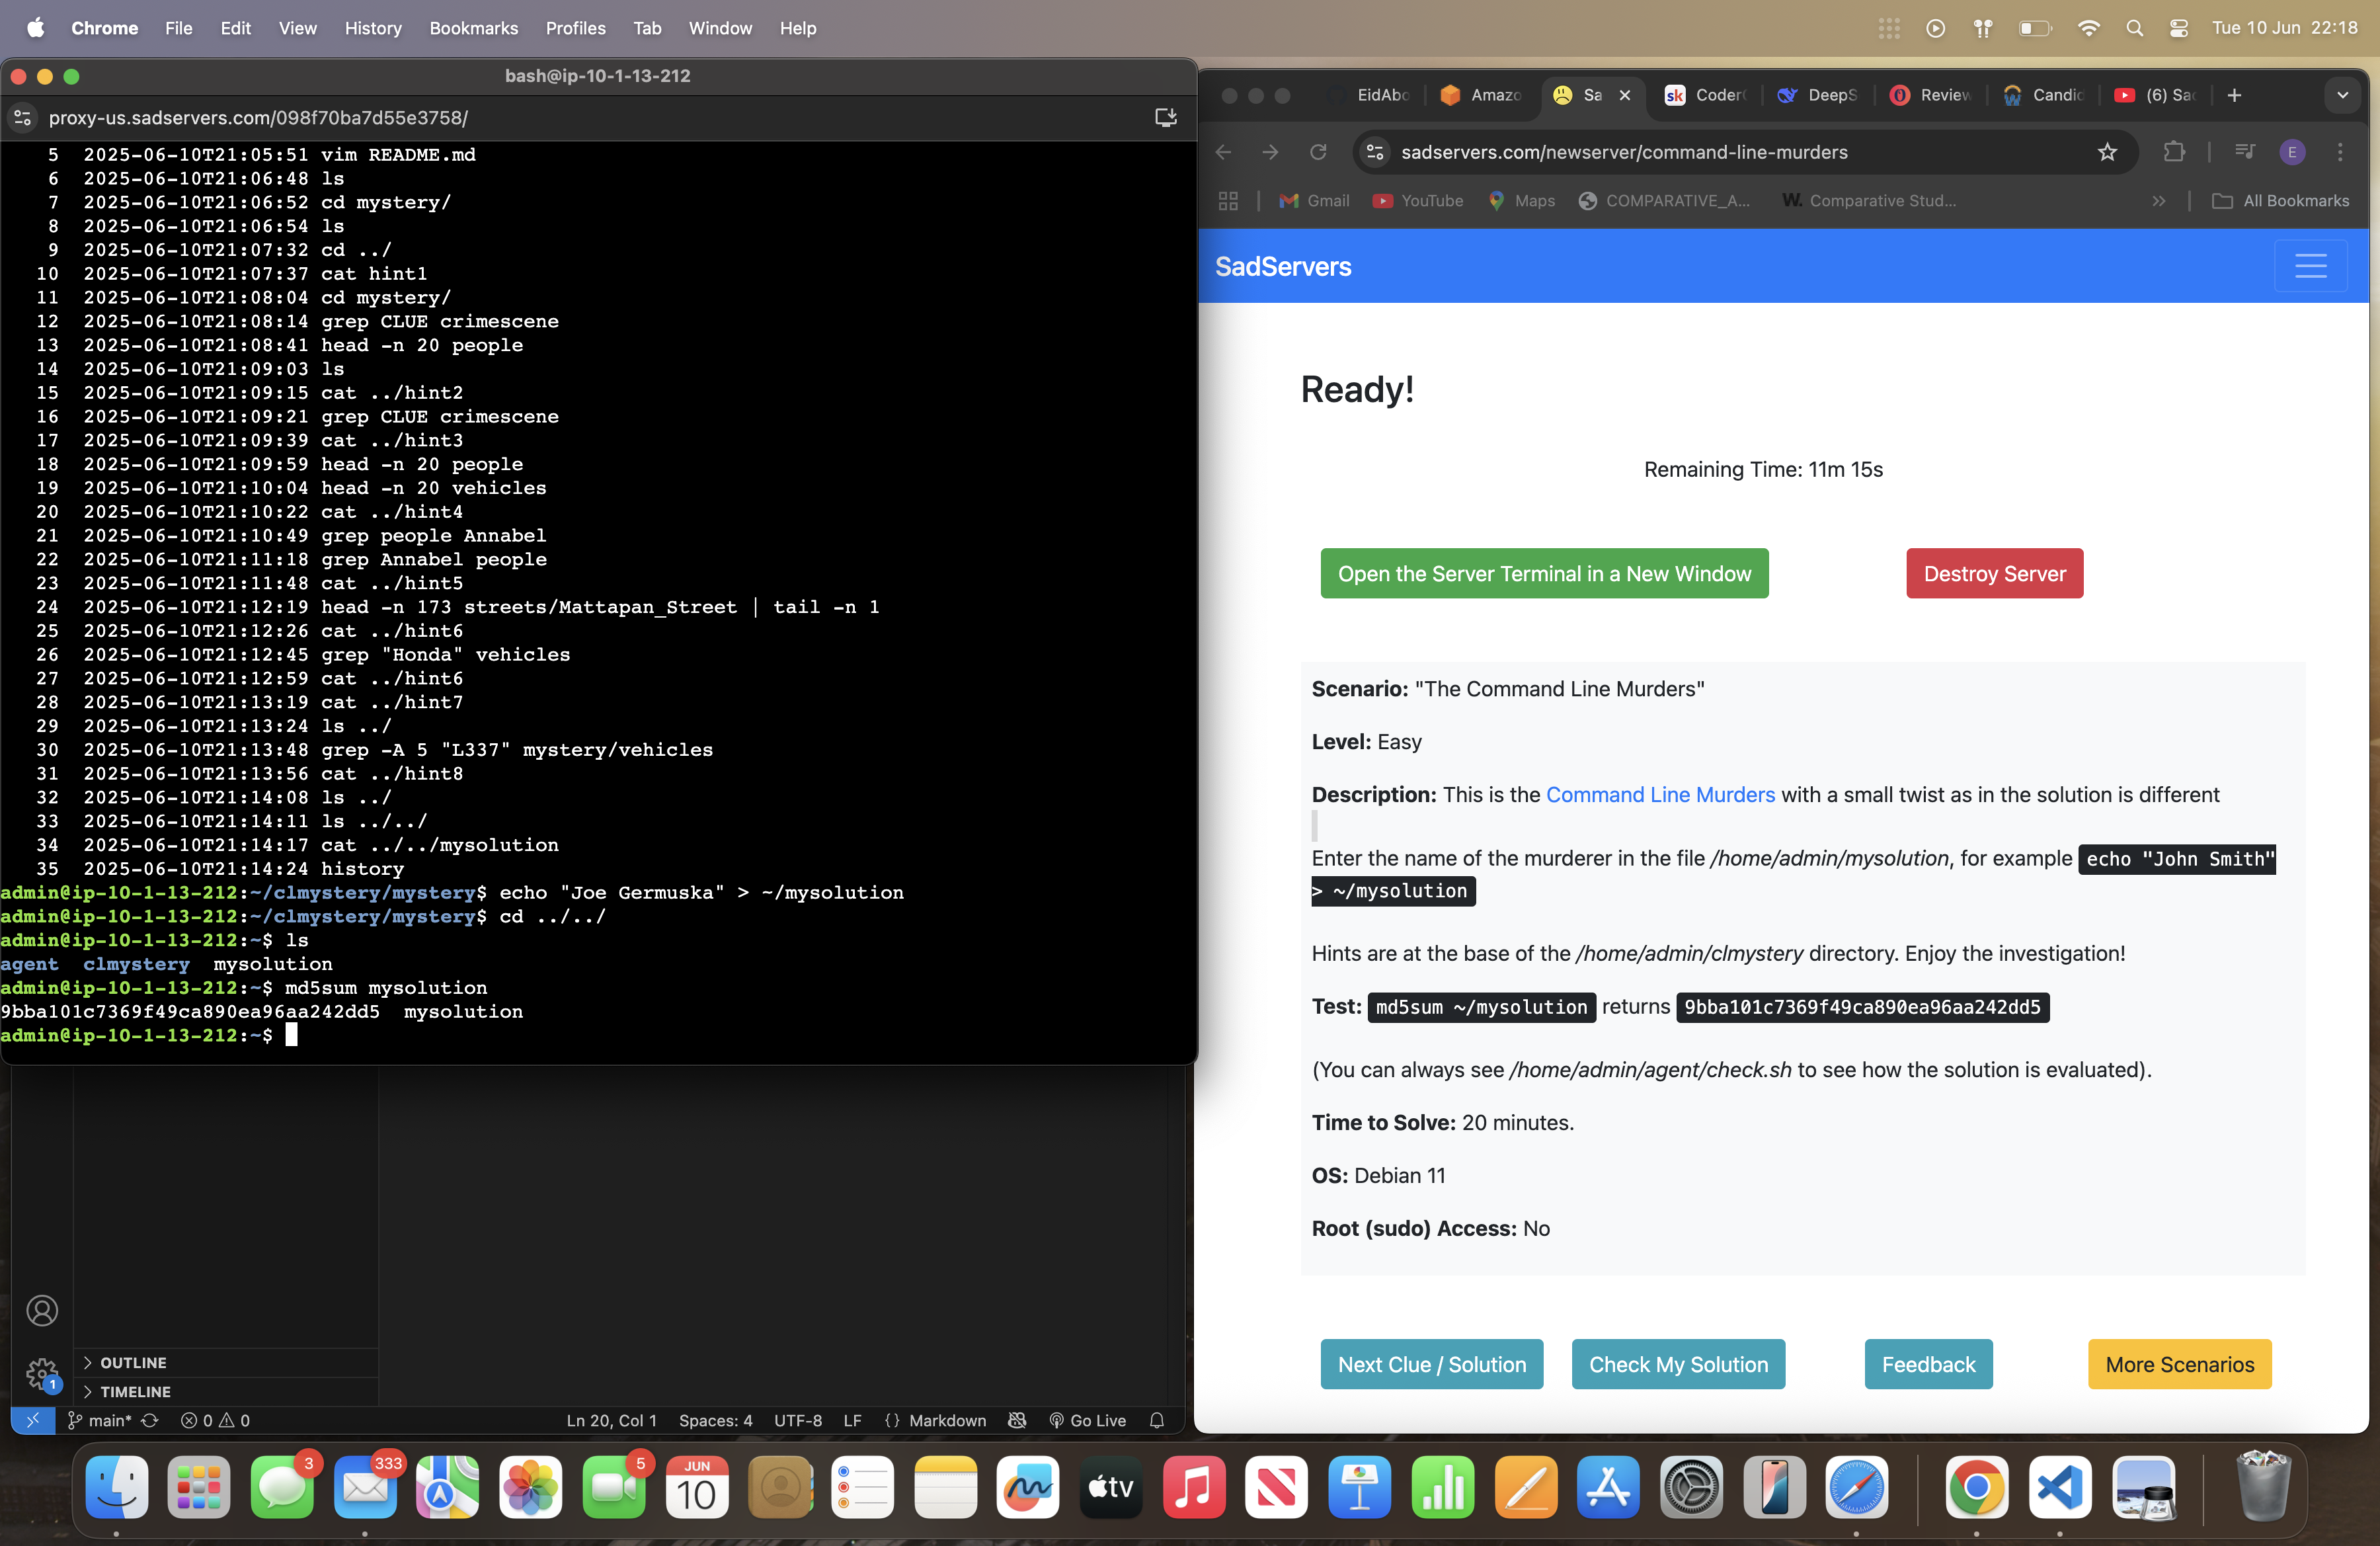 Chrome File Edit View History Bookmarks Profiles Tab Window Help Tue 10 Jun 22:18
bash@ip-10-1-13-212
proxy-us.sadservers.com/098f70ba7d55e3758/
5 2025-06-10T21:05:51 vim README.md
6 2025-06-10T21:06:48 ls
7 2025-06-10T21:06:52 cd mystery/
8 2025-06-10T21:06:54 ls
9 2025-06-10T21:07:32 cd ../
10 2025-06-10T21:07:37 cat hint1
11 2025-06-10T21:08:04 cd mystery/
12 2025-06-10T21:08:14 grep CLUE crimescene
13 2025-06-10T21:08:41 head -n 20 people
14 2025-06-10T21:09:03 ls
15 2025-06-10T21:09:15 cat ../hint2
16 2025-06-10T21:09:21 grep CLUE crimescene
17 2025-06-10T21:09:39 cat ../hint3
18 2025-06-10T21:09:59 head -n 20 people
19 2025-06-10T21:10:04 head -n 20 vehicles
20 2025-06-10T21:10:22 cat ../hint4
21 2025-06-10T21:10:49 grep people Annabel
22 2025-06-10T21:11:18 grep Annabel people
23 2025-06-10T21:11:48 cat ../hint5
24 2025-06-10T21:12:19 head -n 173 streets/Mattapan_Street | tail -n 1
25 2025-06-10T21:12:26 cat ../hint6
26 2025-06-10T21:12:45 grep "Honda" vehicles
27 2025-06-10T21:12:59 cat ../hint6
28 2025-06-10T21:13:19 cat ../hint7
29 2025-06-10T21:13:24 ls ../
30 2025-06-10T21:13:48 grep -A 5 "L337" mystery/vehicles
31 2025-06-10T21:13:56 cat ../hint8
32 2025-06-10T21:14:08 ls ../
33 2025-06-10T21:14:11 ls ../../
34 2025-06-10T21:14:17 cat ../../mysolution
35 2025-06-10T21:14:24 history
admin@ip-10-1-13-212:~/clmystery/mystery$ echo "Joe Germuska" > ~/mysolution
admin@ip-10-1-13-212:~/clmystery/mystery$ cd ../../
admin@ip-10-1-13-212:~$ ls
agent clmystery mysolution
admin@ip-10-1-13-212:~$ md5sum mysolution
9bba101c7369f49ca890ea96aa242dd5 mysolution
admin@ip-10-1-13-212:~$
OUTLINE
1
TIMELINE
main* 0 0 Ln 20, Col 1 Spaces: 4 UTF-8 LF {} Markdown Go Live
EidAbo Amazo Sa sk Coder DeepS Review Candic (6) Sa
sadservers.com/newserver/command-line-murders E
Gmail YouTube Maps COMPARATIVE_A... W. Comparative Stud... All Bookmarks
SadServers
Ready!
Remaining Time: 11m 15s
Open the Server Terminal in a New Window Destroy Server
Scenario: "The Command Line Murders"
Level: Easy
Description: This is the Command Line Murders with a small twist as in the solution is different
Enter the name of the murderer in the file /home/admin/mysolution, for example echo "John Smith"
> ~/mysolution
Hints are at the base of the /home/admin/clmystery directory. Enjoy the investigation!
Test: md5sum ~/mysolution returns 9bba101c7369f49ca890ea96aa242dd5
(You can always see /home/admin/agent/check.sh to see how the solution is evaluated).
Time to Solve: 20 minutes.
OS: Debian 11
Root (sudo) Access: No
Next Clue / Solution Check My Solution Feedback More Scenarios
3 333 5 JUN 10 tv